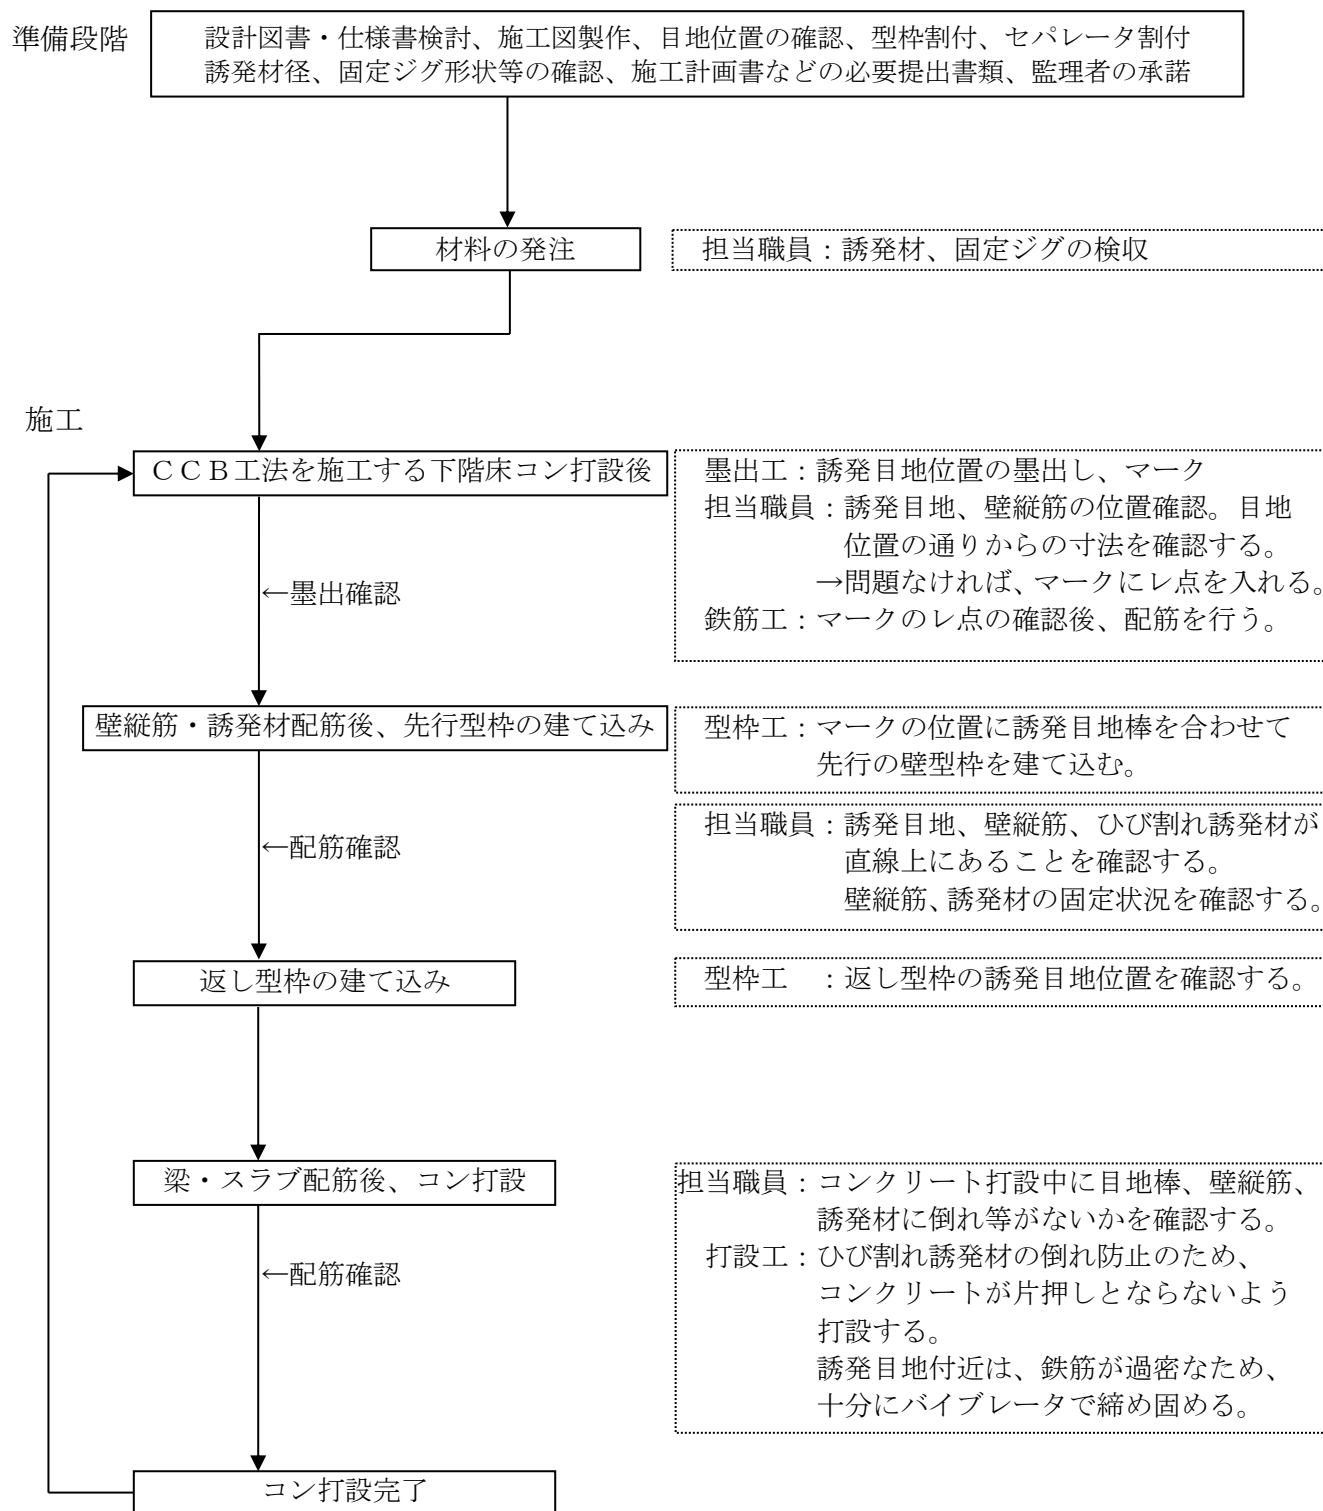 準備段階
設計図書・仕様書検討、施工図製作、目地位置の確認、型枠割付、セパレータ割付
誘発材径、固定ジグ形状等の確認、施工計画書などの必要提出書類、監理者の承諾
材料の発注
担当職員：誘発材、固定ジグの検収
施工
ＣＣＢ工法を施工する下階床コン打設後
墨出工：誘発目地位置の墨出し、マーク
担当職員：誘発目地、壁縦筋の位置確認。目地
位置の通りからの寸法を確認する。
→問題なければ、マークにレ点を入れる。
鉄筋工：マークのレ点の確認後、配筋を行う。
←墨出確認
壁縦筋・誘発材配筋後、先行型枠の建て込み
型枠工：マークの位置に誘発目地棒を合わせて
先行の壁型枠を建て込む。
担当職員：誘発目地、壁縦筋、ひび割れ誘発材が
直線上にあることを確認する。
壁縦筋、誘発材の固定状況を確認する。
←配筋確認
返し型枠の建て込み
型枠工　：返し型枠の誘発目地位置を確認する。
梁・スラブ配筋後、コン打設
担当職員：コンクリート打設中に目地棒、壁縦筋、
誘発材に倒れ等がないかを確認する。
打設工：ひび割れ誘発材の倒れ防止のため、
コンクリートが片押しとならないよう
打設する。
誘発目地付近は、鉄筋が過密なため、
十分にバイブレータで締め固める。
←配筋確認
コン打設完了